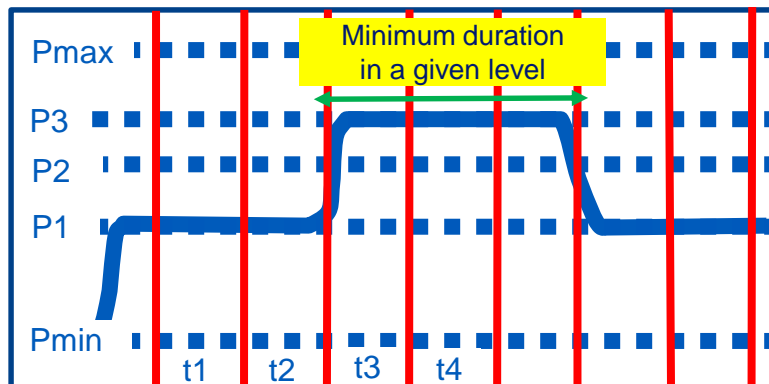 Pmax
Minimum duration
in a given level
P3
P2
P1
Pmin
t1 t2 t3 t4